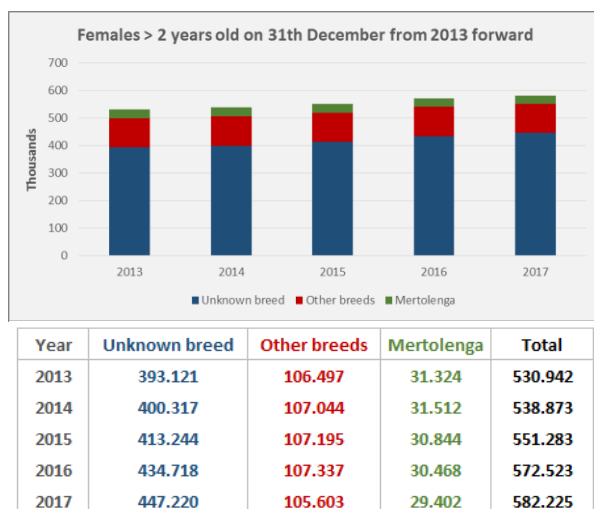 Females > 2 years old on 31th December from 2013 forward
700
600
500
400
300
200
100
0
Thousands
2013 2014 2015 2016 2017
Unknown breed Other breeds Mertolenga
Year Unknown breed Other breeds Mertolenga Total
2013 393.121 106.497 31.324 530.942
2014 400.317 107.044 31.512 538.873
2015 413.244 107.195 30.844 551.283
2016 434.718 107.337 30.468 572.523
2017 447.220 105.603 29.402 582.225